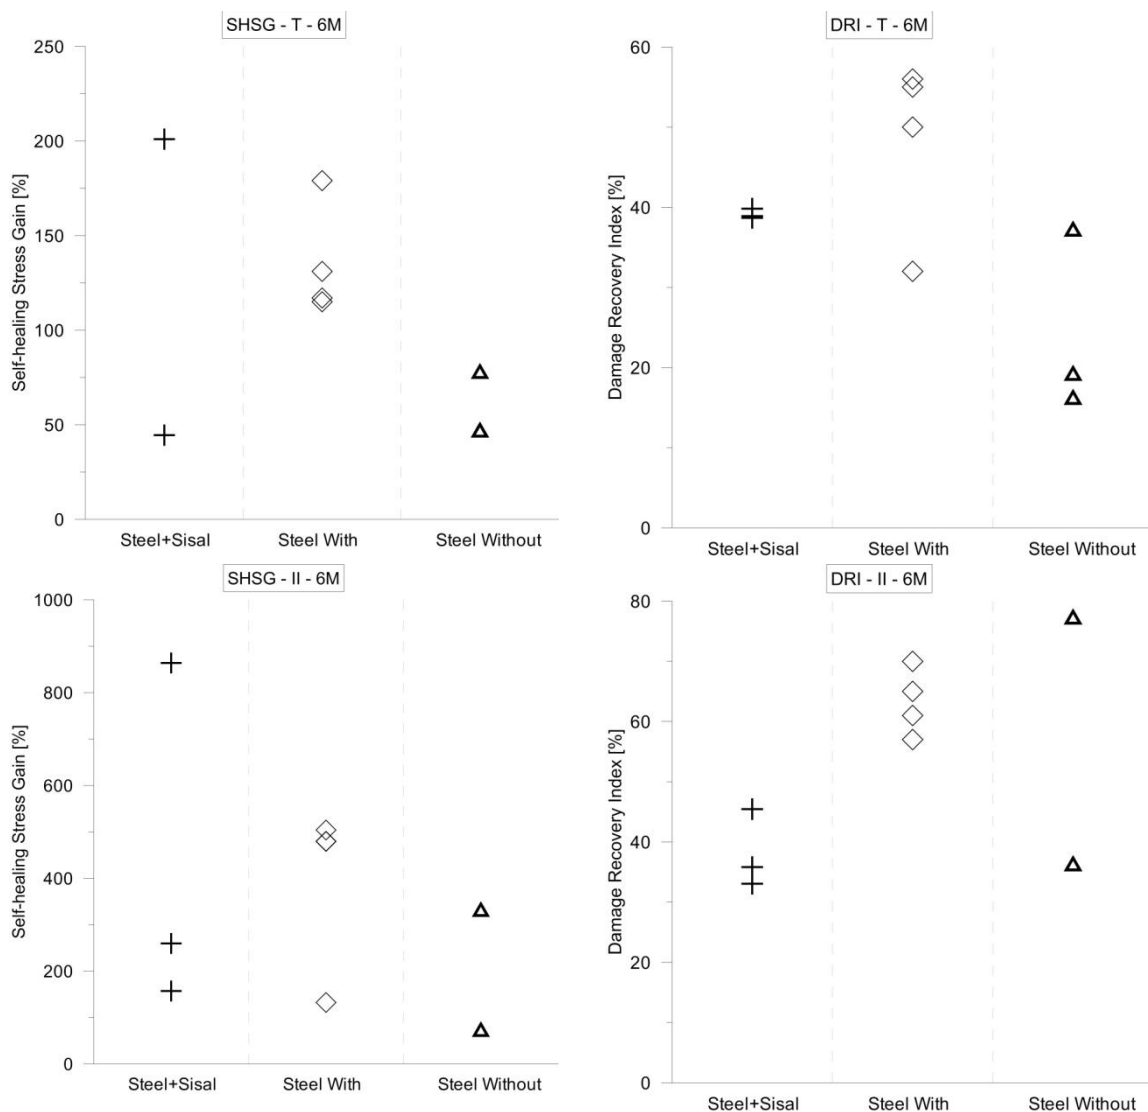 SHSG - T - 6M
250
200
150
100
50
0
Self-healing Stress Gain [%]
Steel+Sisal Steel With Steel Without
DRI - T - 6M
60
40
20
0
Damage Recovery Index [%]
Steel+Sisal Steel With Steel Without
SHSG - II - 6M
1000
800
600
400
200
0
Self-healing Stress Gain [%]
Steel+Sisal Steel With Steel Without
DRI - II - 6M
80
60
40
20
0
Damage Recovery Index [%]
Steel+Sisal Steel With Steel Without